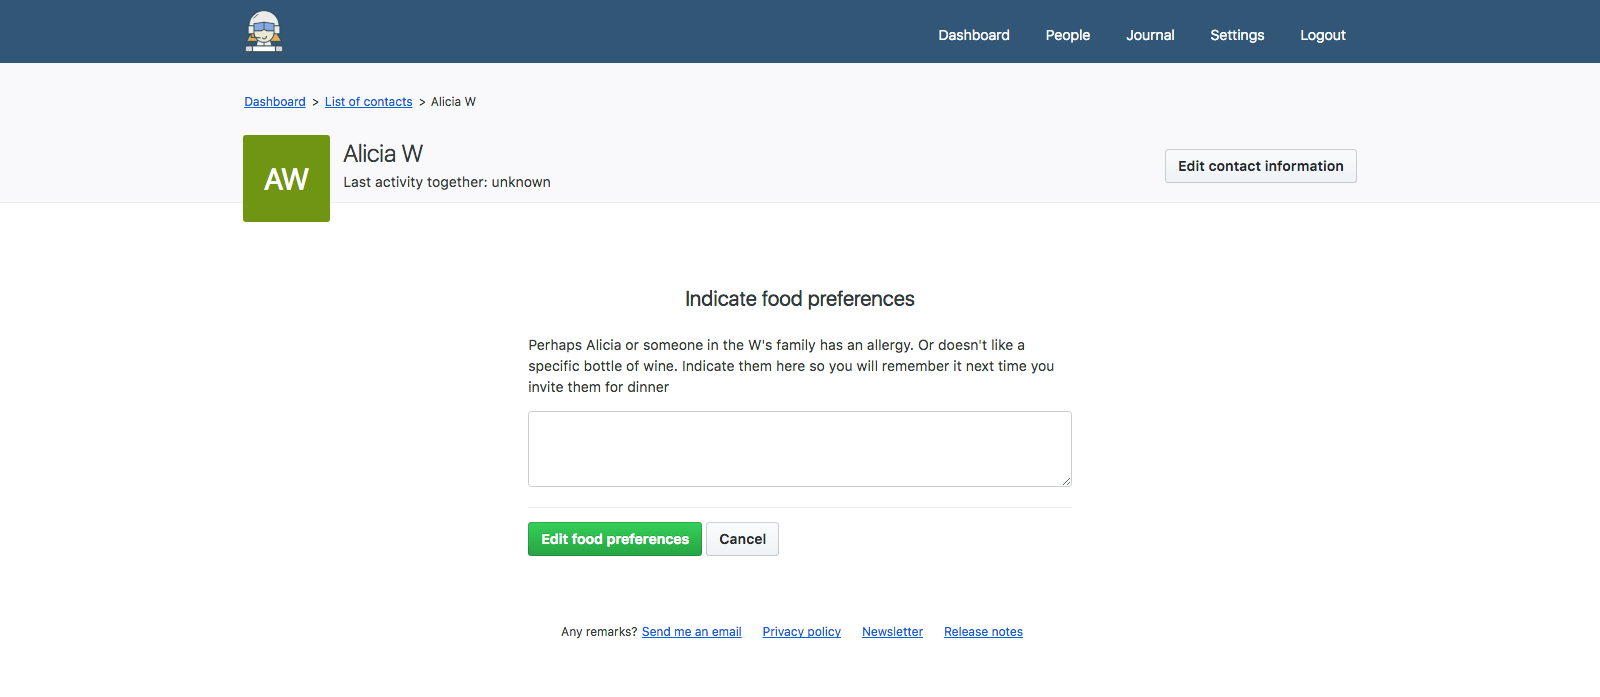 Dashboard People Journal Settings Logout
Dashboard > List of contacts > Alicia W
AW
Alicia W
Last activity together: unknown
Edit contact information
Indicate food preferences
Perhaps Alicia or someone in the W's family has an allergy. Or doesn't like a
specific bottle of wine. Indicate them here so you will remember it next time you
invite them for dinner
Edit food preferences Cancel
Any remarks? Send me an email Privacy policy Newsletter Release notes